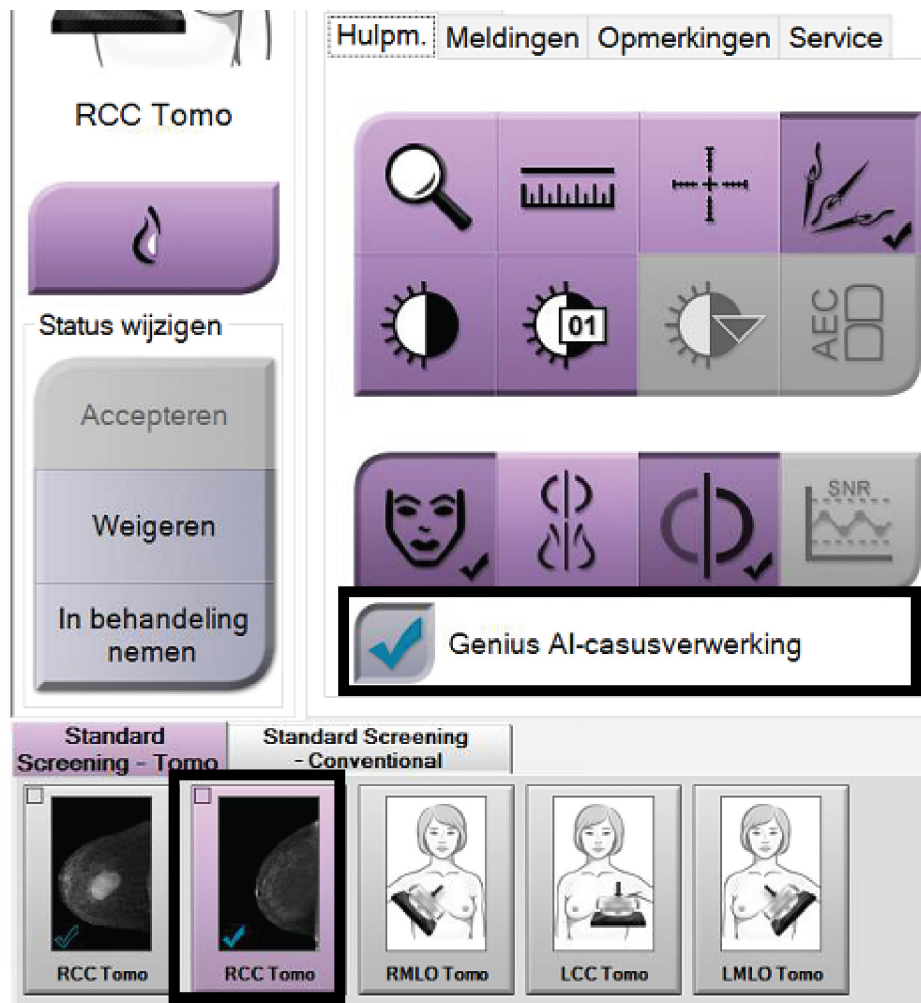 Hulpm. Meldingen Opmerkingen Service
RCC Tomo
Status wijzigen
Accepteren
Weigeren
In behandeling
nemen
01
AEC
SNR
Genius AI-casusverwerking
Standard
Screening - Tomo
Standard Screening
- Conventional
RCC Tomo
RCC Tomo
RMLO Tomo
LCC Tomo
LMLO Tomo